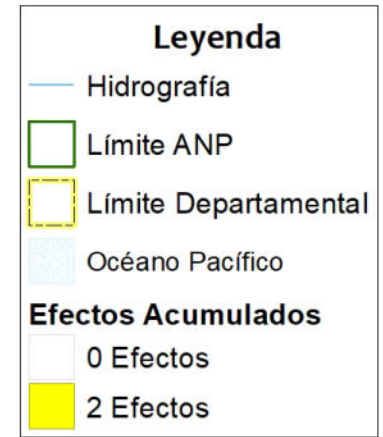 Leyenda
Hidrografía
Límite ANP
Límite Departamental
Océano Pacífico
Efectos Acumulados
0 Efectos
2 Efectos